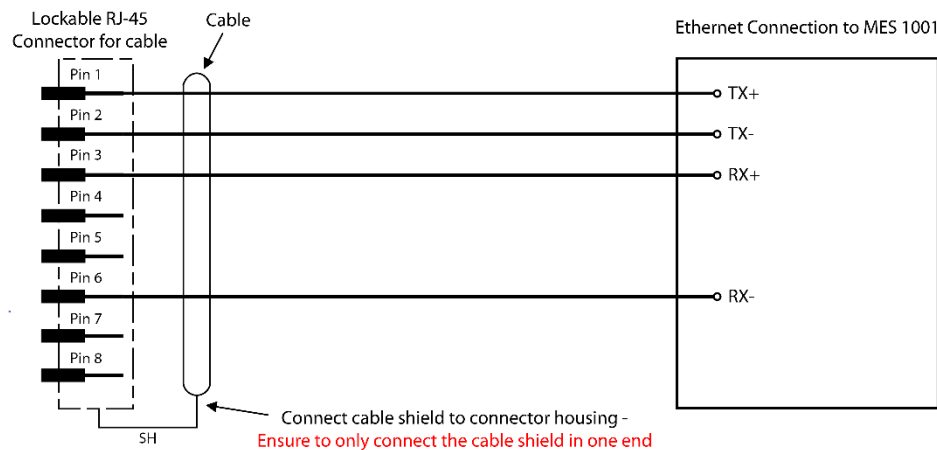 Lockable RJ-45
Connector for cable
Cable
Ethernet Connection to MES 1001
Pin 1
TX+
Pin 2
TX-
Pin 3
RX+
Pin 4
Pin 5
Pin 6
RX-
Pin 7
Pin 8
SH
Connect cable shield to connector housing -
Ensure to only connect the cable shield in one end